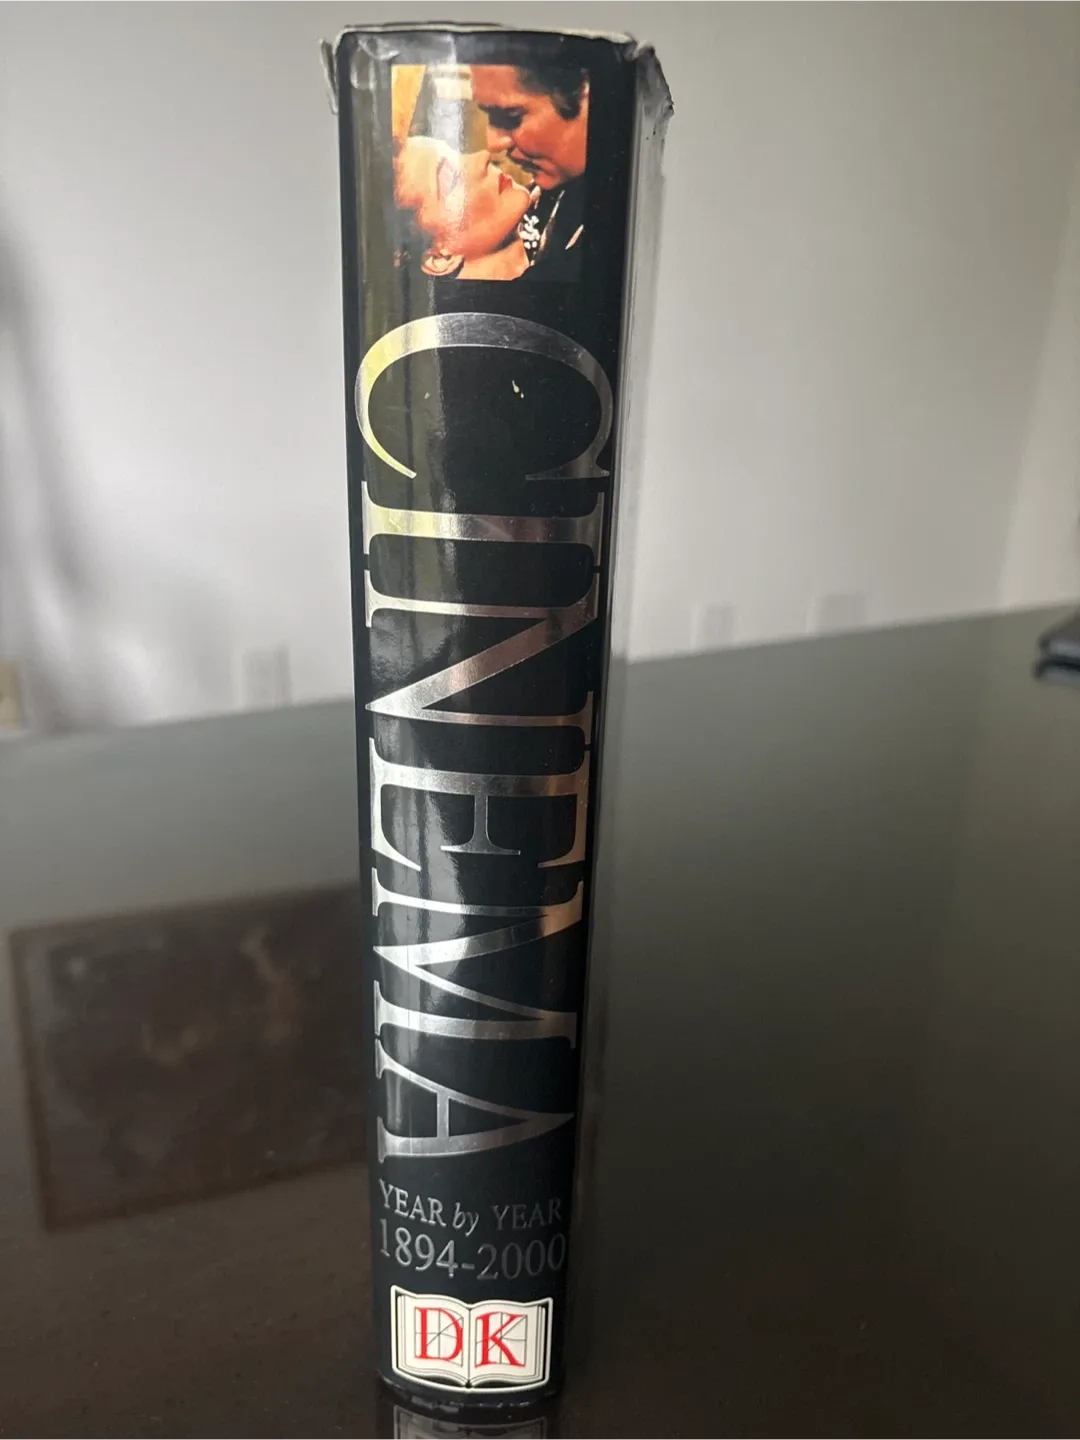 CINEMA
YEAR by YEAR
1894-2000
DK